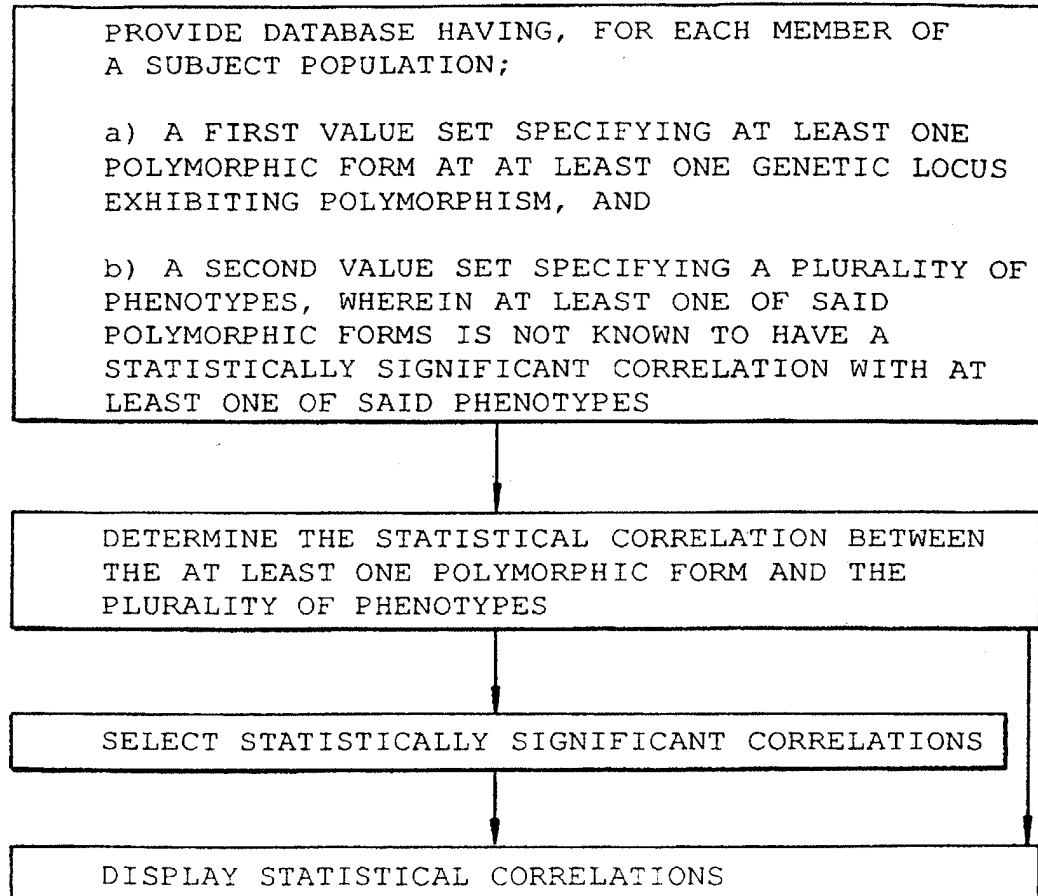 PROVIDE DATABASE HAVING, FOR EACH MEMBER OF
A SUBJECT POPULATION;
a) A FIRST VALUE SET SPECIFYING AT LEAST ONE
POLYMORPHIC FORM AT AT LEAST ONE GENETIC LOCUS
EXHIBITING POLYMORPHISM, AND
b) A SECOND VALUE SET SPECIFYING A PLURALITY OF
PHENOTYPES, WHEREIN AT LEAST ONE OF SAID
POLYMORPHIC FORMS IS NOT KNOWN TO HAVE A
STATISTICALLY SIGNIFICANT CORRELATION WITH AT
LEAST ONE OF SAID PHENOTYPES
DETERMINE THE STATISTICAL CORRELATION BETWEEN
THE AT LEAST ONE POLYMORPHIC FORM AND THE
PLURALITY OF PHENOTYPES
SELECT STATISTICALLY SIGNIFICANT CORRELATIONS
DISPLAY STATISTICAL CORRELATIONS